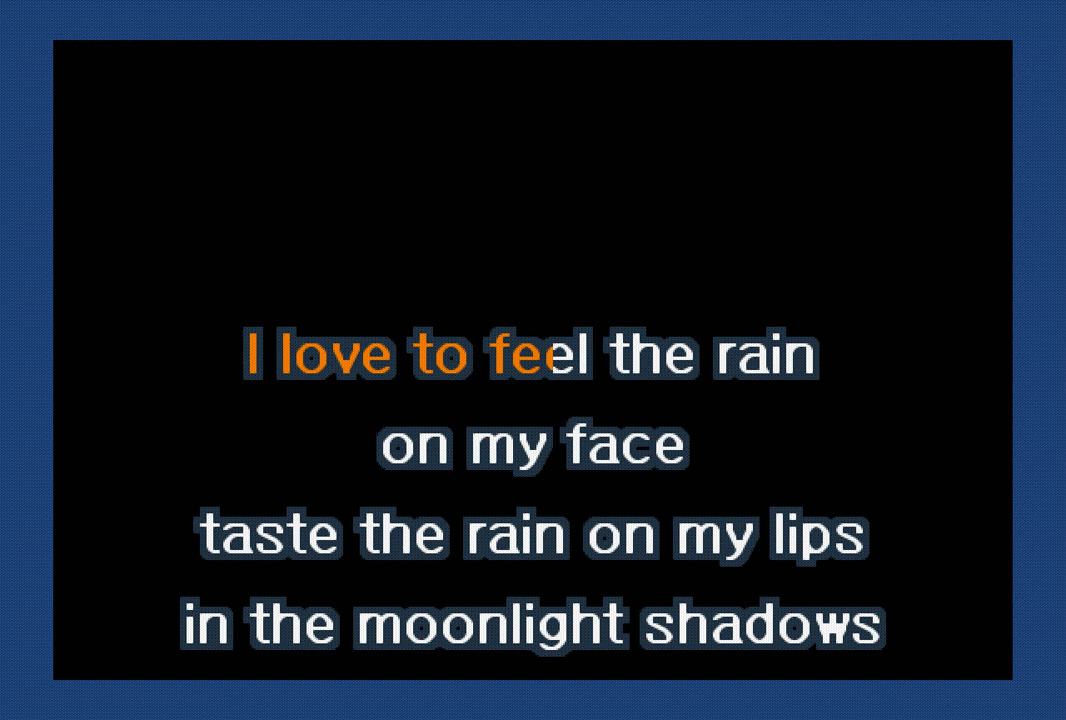 I love to feel the rain
on my face
taste the rain on my lips
in the moonlight shadows